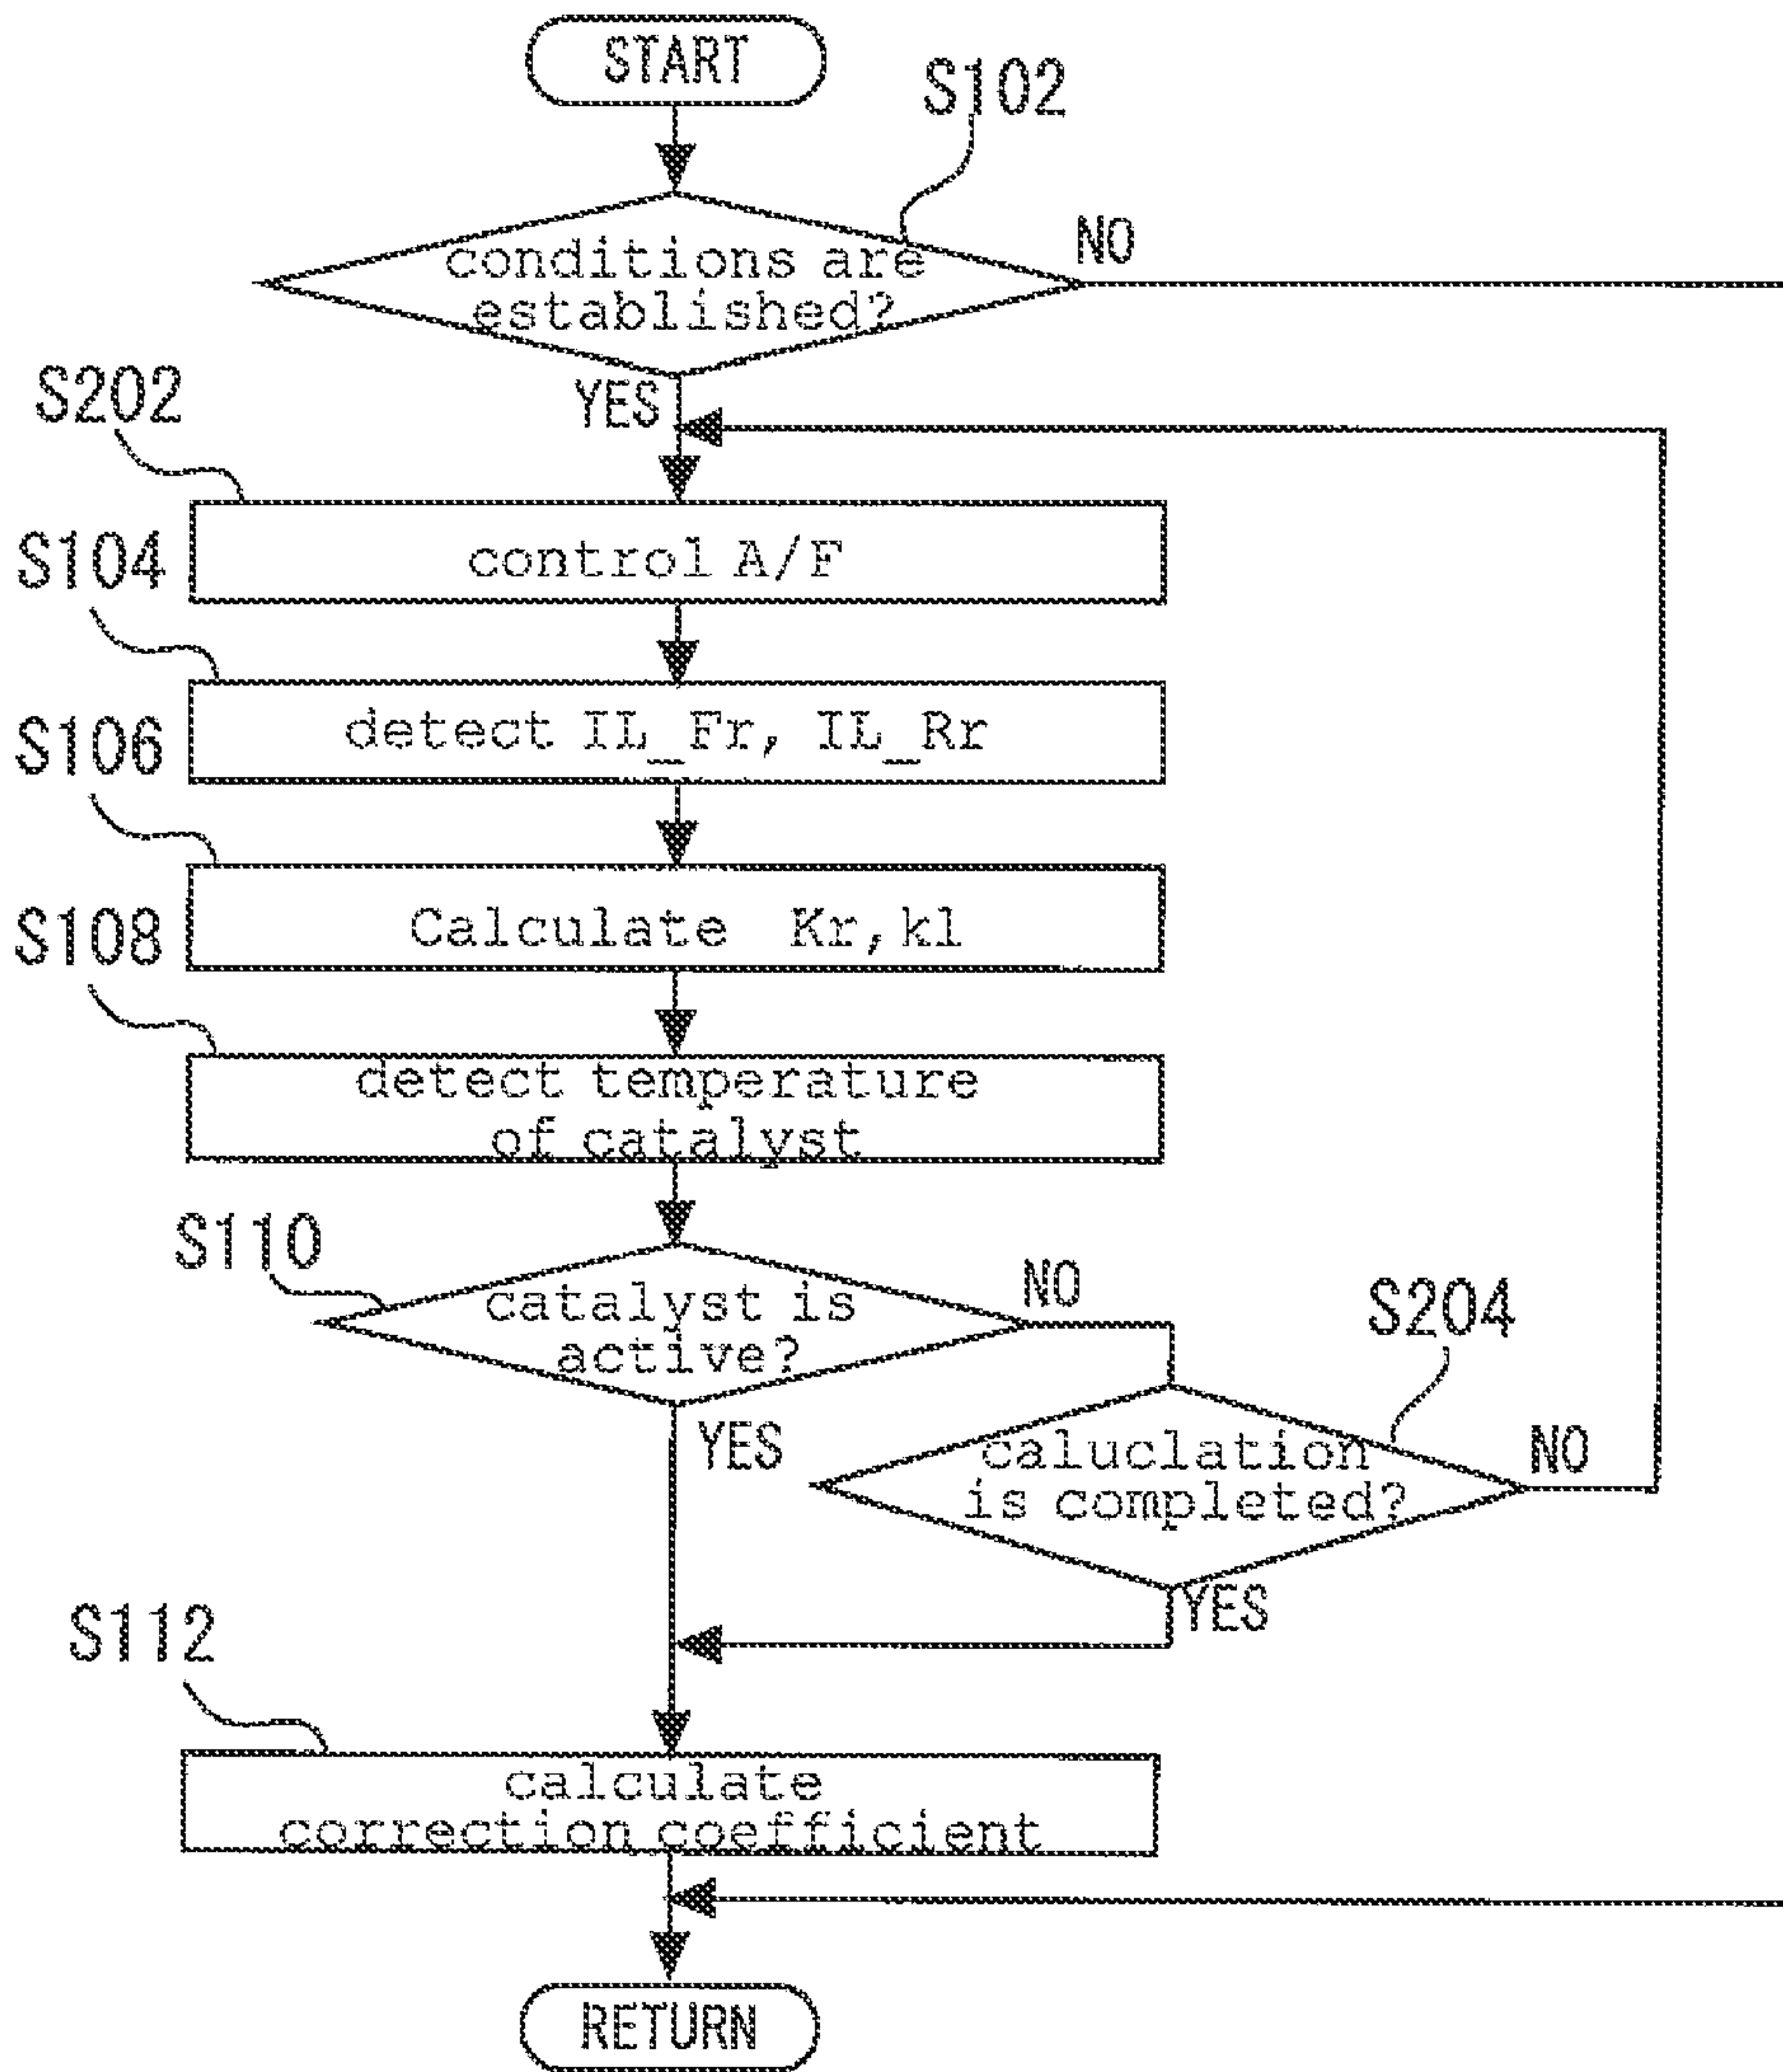 START
S102
conditions are
established?
NO
YES
S202
control A/F
S104
detect IL_Fr, IL_Rr
S106
Calculate Kr, kl
S108
detect temperature
of catalyst
S110
catalyst is
active?
NO
YES
S204
caluclation
is completed?
NO
YES
S112
calculate
correction coefficient
RETURN